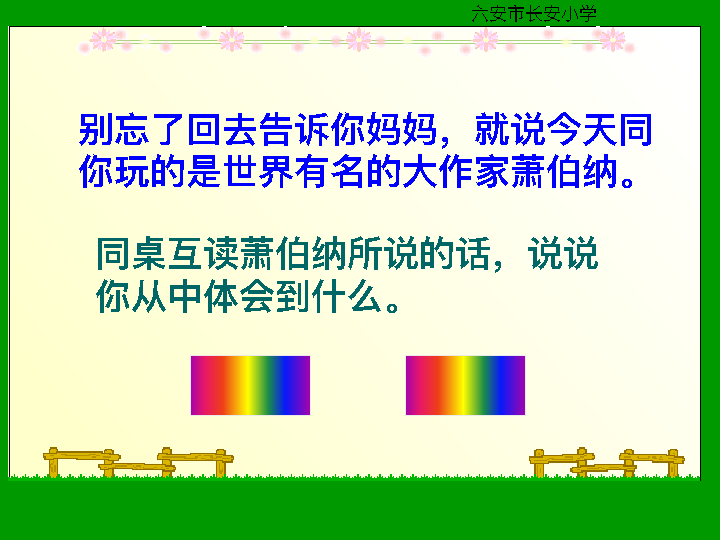 六安市长安小学
别忘了回去告诉你妈妈，就说今天同
你玩的是世界有名的大作家萧伯纳。
同桌互读萧伯纳所说的话，说说
你从中体会到什么。